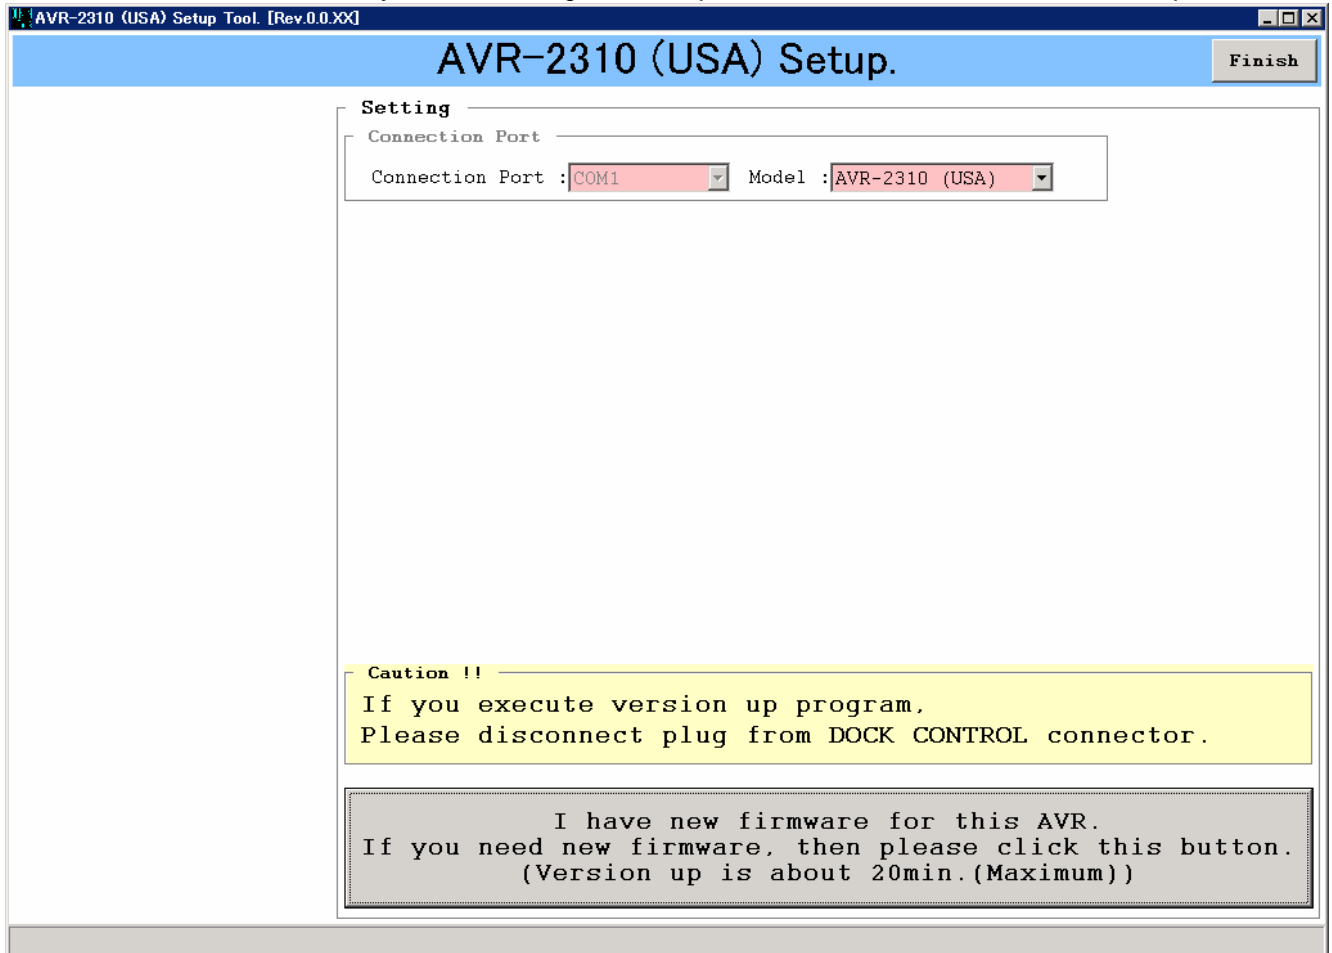 AVR-2310 (USA) Setup Tool. [Rev.0.0.XX]
AVR-2310 (USA) Setup.
Finish
Setting
Connection Port
Connection Port : COM1 Model : AVR-2310 (USA)
Caution !!
If you execute version up program,
Please disconnect plug from DOCK CONTROL connector.
I have new firmware for this AVR.
If you need new firmware, then please click this button.
(Version up is about 20min.(Maximum))